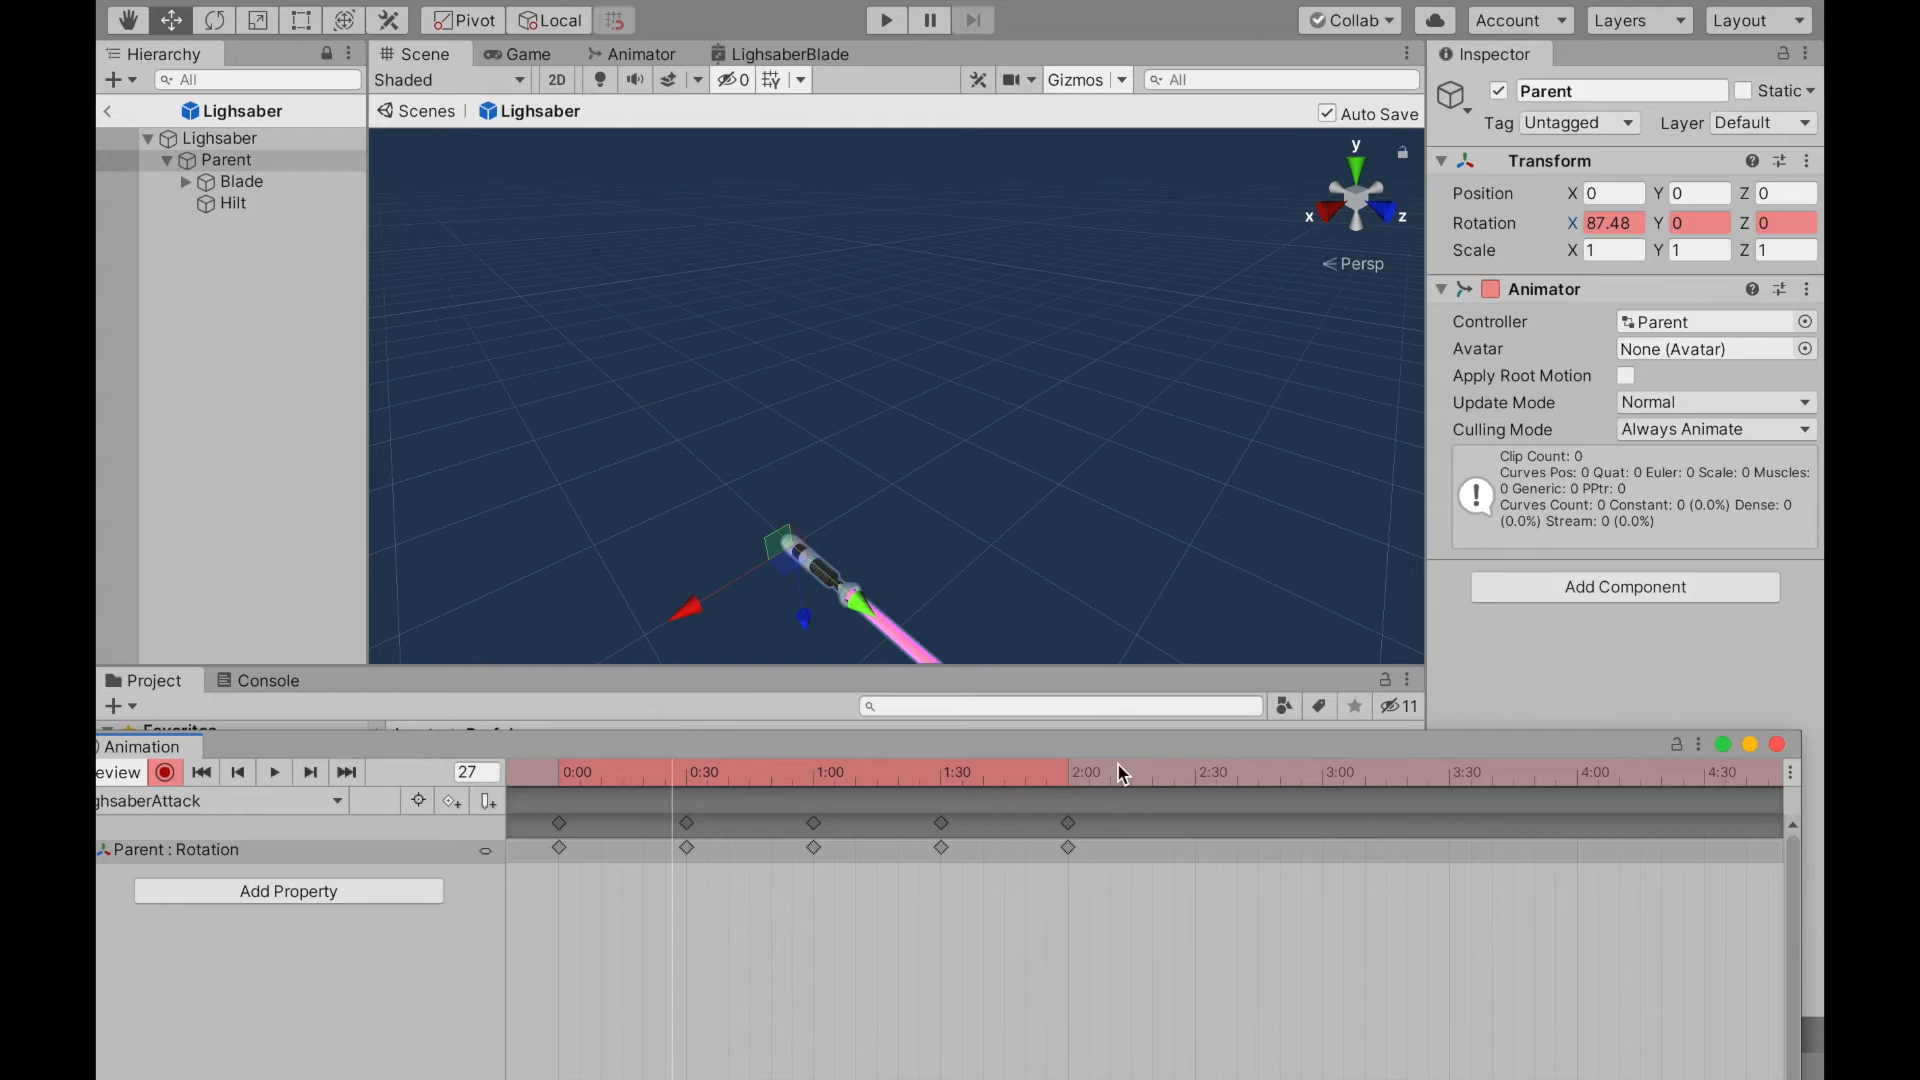 Pivot Local Collab Account Layers Layout
Hierarchy Scene Game Animator LighsaberBlade Inspector
All Shaded 2D 0 Gizmos All
Parent Static
Lighsaber Scenes Lighsaber Auto Save
Tag Untagged Layer Default
Lighsaber
Parent
Blade
Hilt
y
x z
Persp
Transform
Position X 0 Y 0 Z 0
Rotation X 87.48 Y 0 Z 0
Scale X 1 Y 1 Z 1
Animator
Controller Parent
Avatar None (Avatar)
Apply Root Motion
Update Mode Normal
Culling Mode Always Animate
Clip Count: 0
Curves Pos: 0 Quat: 0 Euler: 0 Scale: 0 Muscles:
0 Generic: 0 PPtr: 0
Curves Count: 0 Constant: 0 (0.0%) Dense: 0
(0.0%) Stream: 0 (0.0%)
Add Component
Project Console
11
Favorites
Animation
eview 27 0:00 0:30 1:00 1:30 2:00 2:30 3:00 3:30 4:00 4:30
ghsaberAttack
Parent : Rotation
Add Property